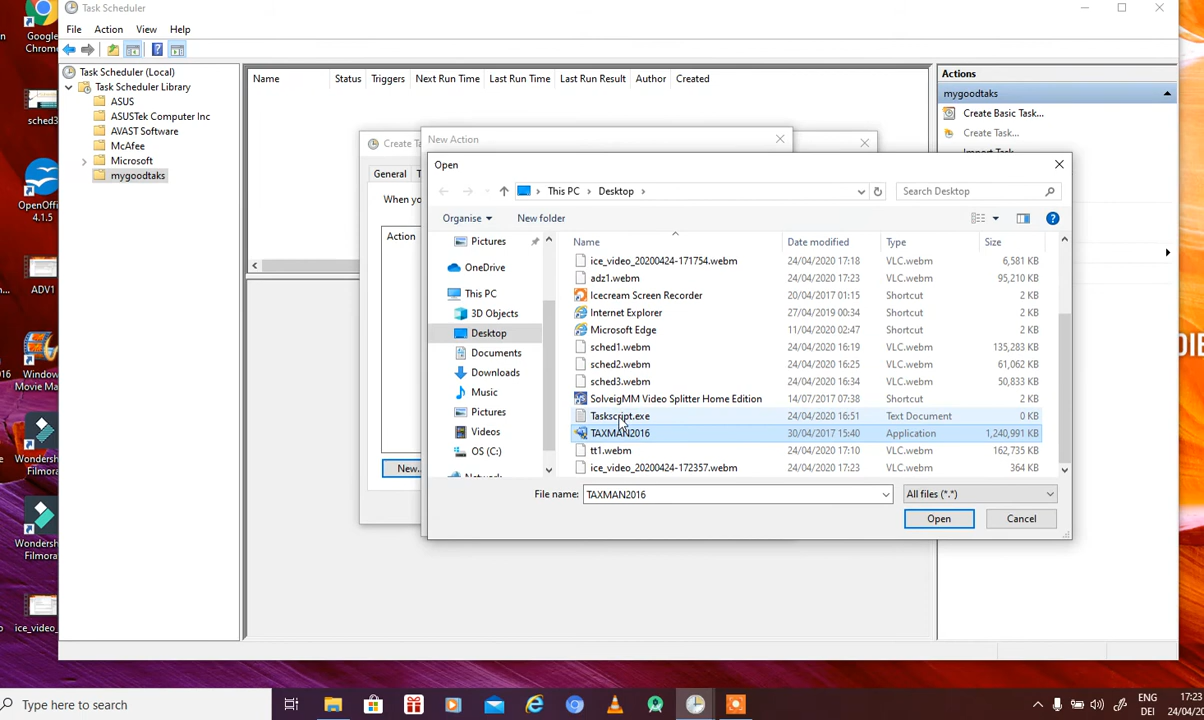 Task Scheduler
File Action View Help
Google
Chrome
sched3
OpenOffi
4.1.5
ADV1
Window
Movie Ma
Wondersh
Filmorag
Wondersh
Filmora
ice_video_
Task Scheduler (Local)
Task Scheduler Library
ASUS
ASUSTek Computer Inc
AVAST Software
McAfee
Microsoft
mygoodtaks
Name Status Triggers Next Run Time Last Run Time Last Run Result Author Created
Actions
mygoodtaks
Create Basic Task...
Create Task...
Import Task...
Create Ta
General
When yo
Action
New...
New Action
Open
This PC > Desktop >
Search Desktop
Organise New folder
Pictures
OneDrive
This PC
3D Objects
Desktop
Documents
Downloads
Music
Pictures
Videos
OS (C:)
Network
Name Date modified Type Size
ice_video_20200424-171754.webm 24/04/2020 17:18 VLC.webm 6,581 KB
adz1.webm 24/04/2020 17:23 VLC.webm 95,210 KB
Icecream Screen Recorder 20/04/2017 01:15 Shortcut 2 KB
Internet Explorer 27/04/2019 00:34 Shortcut 2 KB
Microsoft Edge 11/04/2020 02:47 Shortcut 2 KB
sched1.webm 24/04/2020 16:19 VLC.webm 135,283 KB
sched2.webm 24/04/2020 16:25 VLC.webm 61,062 KB
sched3.webm 24/04/2020 16:34 VLC.webm 50,833 KB
SolveigMM Video Splitter Home Edition 14/07/2017 07:38 Shortcut 2 KB
Taskscript.exe 24/04/2020 16:51 Text Document 0 KB
TAXMAN2016 30/04/2017 15:40 Application 1,240,991 KB
tt1.webm 24/04/2020 17:10 VLC.webm 162,735 KB
ice_video_20200424-172357.webm 24/04/2020 17:23 VLC.webm 364 KB
File name: TAXMAN2016 All files (*.*)
Open Cancel
Type here to search
ENG
DEI
17:23
24/04/20